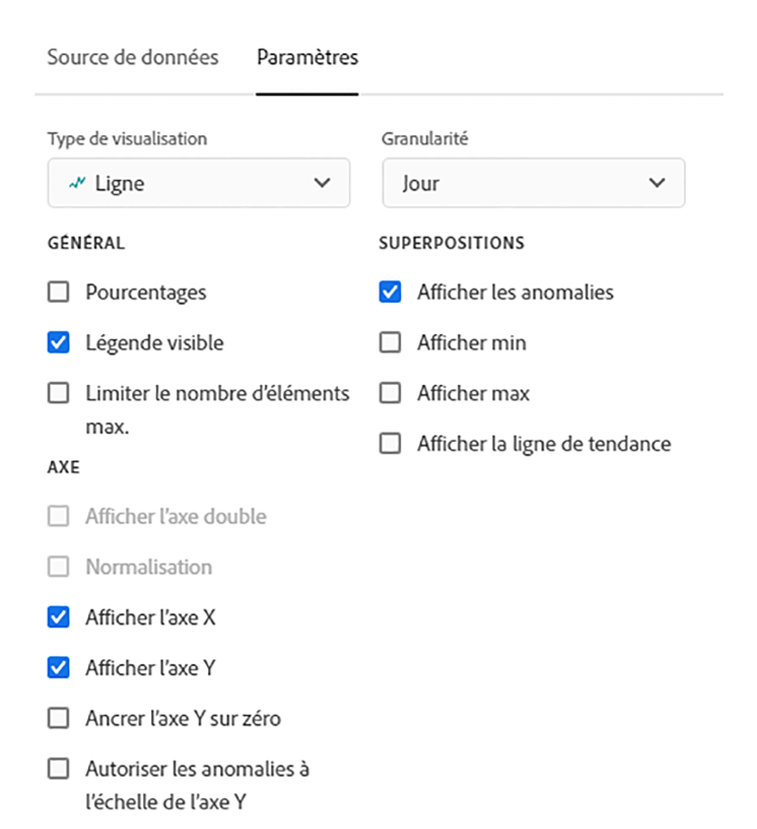 Source de données
Paramètres
Type de visualisation
Granularité
Ligne
Jour
GÉNÉRAL
Pourcentages
Légende visible
Limiter le nombre d'éléments
max.
AXE
Afficher l'axe double
Normalisation
Afficher l'axe X
Afficher l'axe Y
Ancrer l'axe Y sur zéro
Autoriser les anomalies à
l'échelle de l'axe Y
SUPERPOSITIONS
Afficher les anomalies
Afficher min
Afficher max
Afficher la ligne de tendance